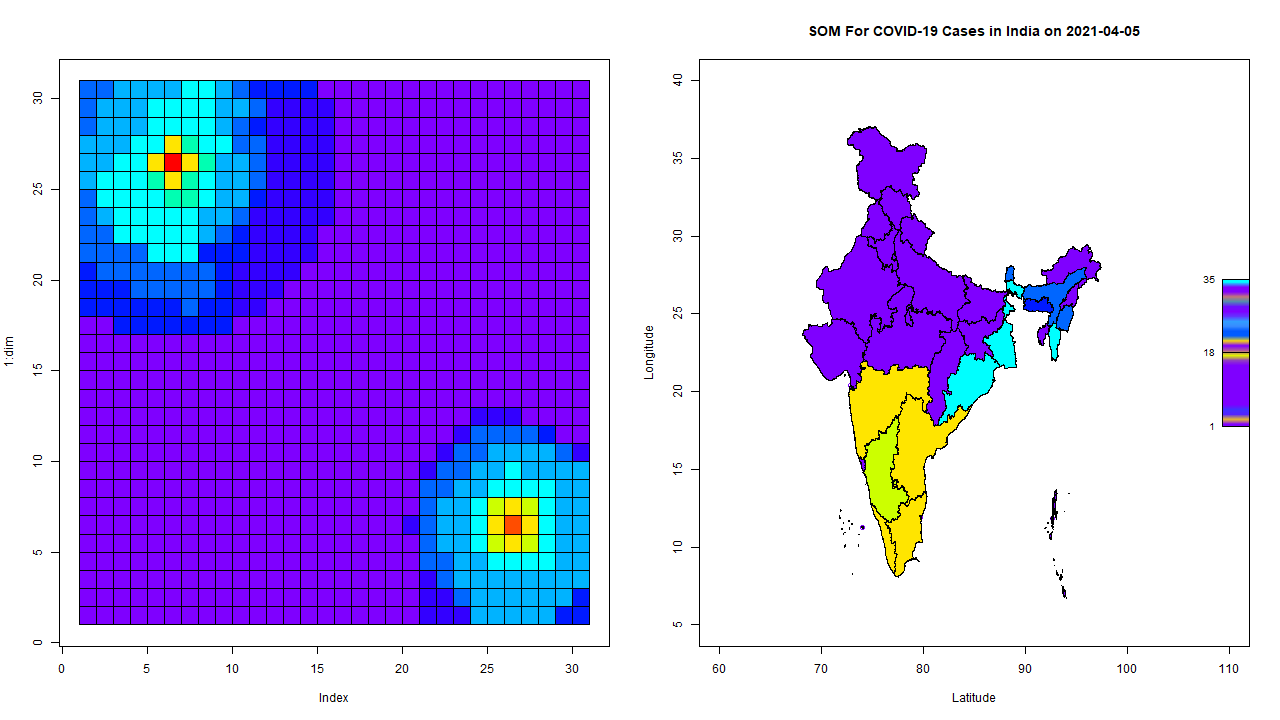 SOM For COVID-19 Cases in India on 2021-04-05
1:dim
0 5 10 15 20 25 30
0 5 10 15 20 25 30
Index
Longitude
5 10 15 20 25 30 35 40
60 70 80 90 100 110
Latitude
35
18
1